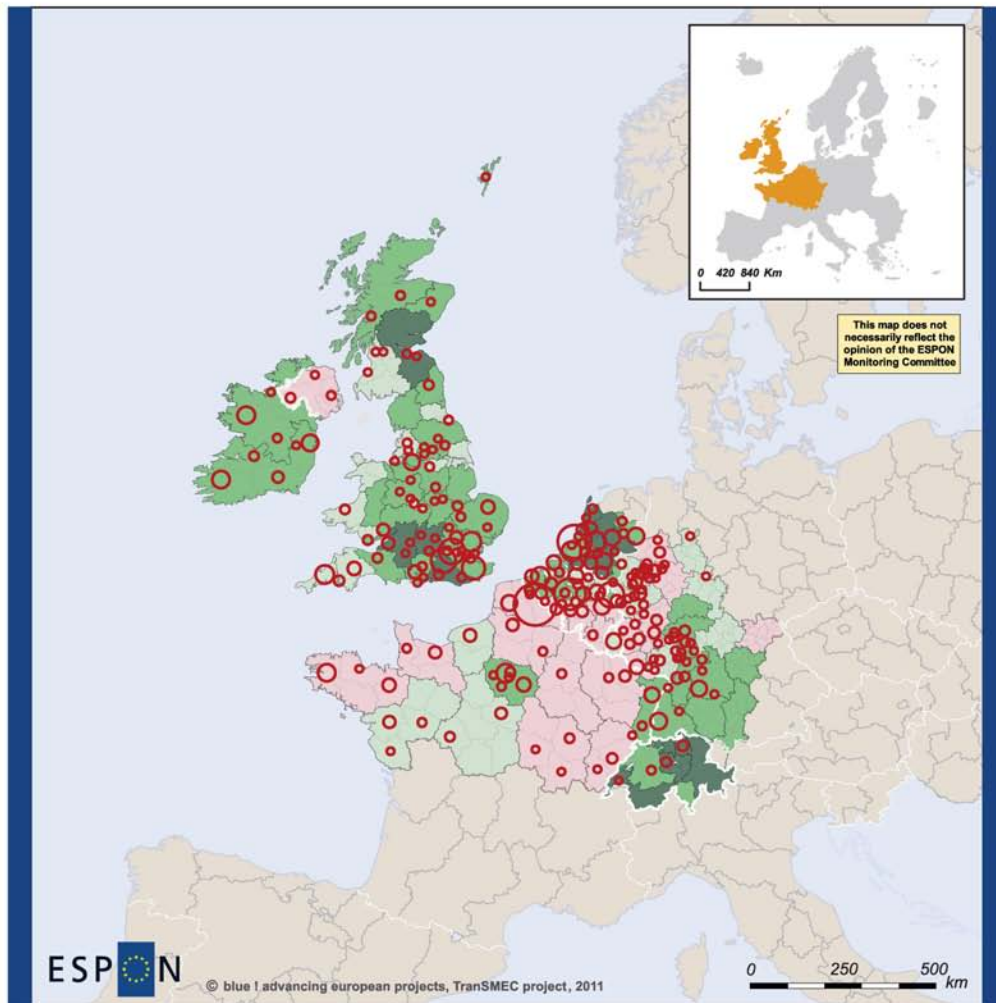 0 420 840 Km
This map does not
necessarily reflect the
opinion of the ESPON
Monitoring Committee
ESPON
© blue ! advancing european projects, TranSMEC project, 2011
0 250 500
km